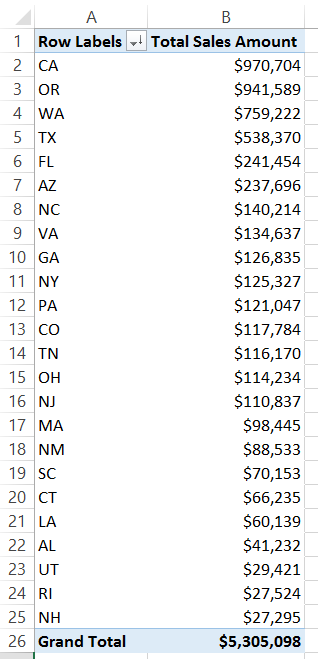 A B
1 Row Labels Total Sales Amount
2 CA $970,704
3 OR $941,589
4 WA $759,222
5 TX $538,370
6 FL $241,454
7 AZ $237,696
8 NC $140,214
9 VA $134,637
10 GA $126,835
11 NY $125,327
12 PA $121,047
13 CO $117,784
14 TN $116,170
15 OH $114,234
16 NJ $110,837
17 MA $98,445
18 NM $88,533
19 SC $70,153
20 CT $66,235
21 LA $60,139
22 AL $41,232
23 UT $29,421
24 RI $27,524
25 NH $27,295
26 Grand Total $5,305,098